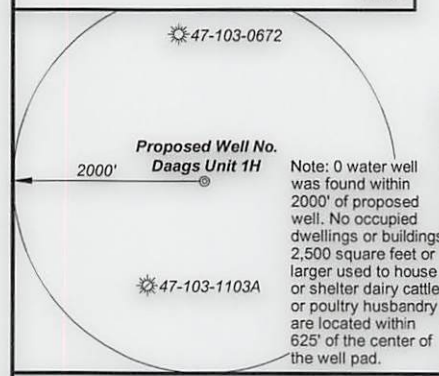 47-103-0672
Proposed Well No.
Daags Unit 1H
2000'
Note: 0 water well
was found within
2000' of proposed
well. No occupied
dwellings or buildings
2,500 square feet or
larger used to house
or shelter dairy cattle
or poultry husbandry
are located within
625' of the center of
the well pad.
47-103-1103A